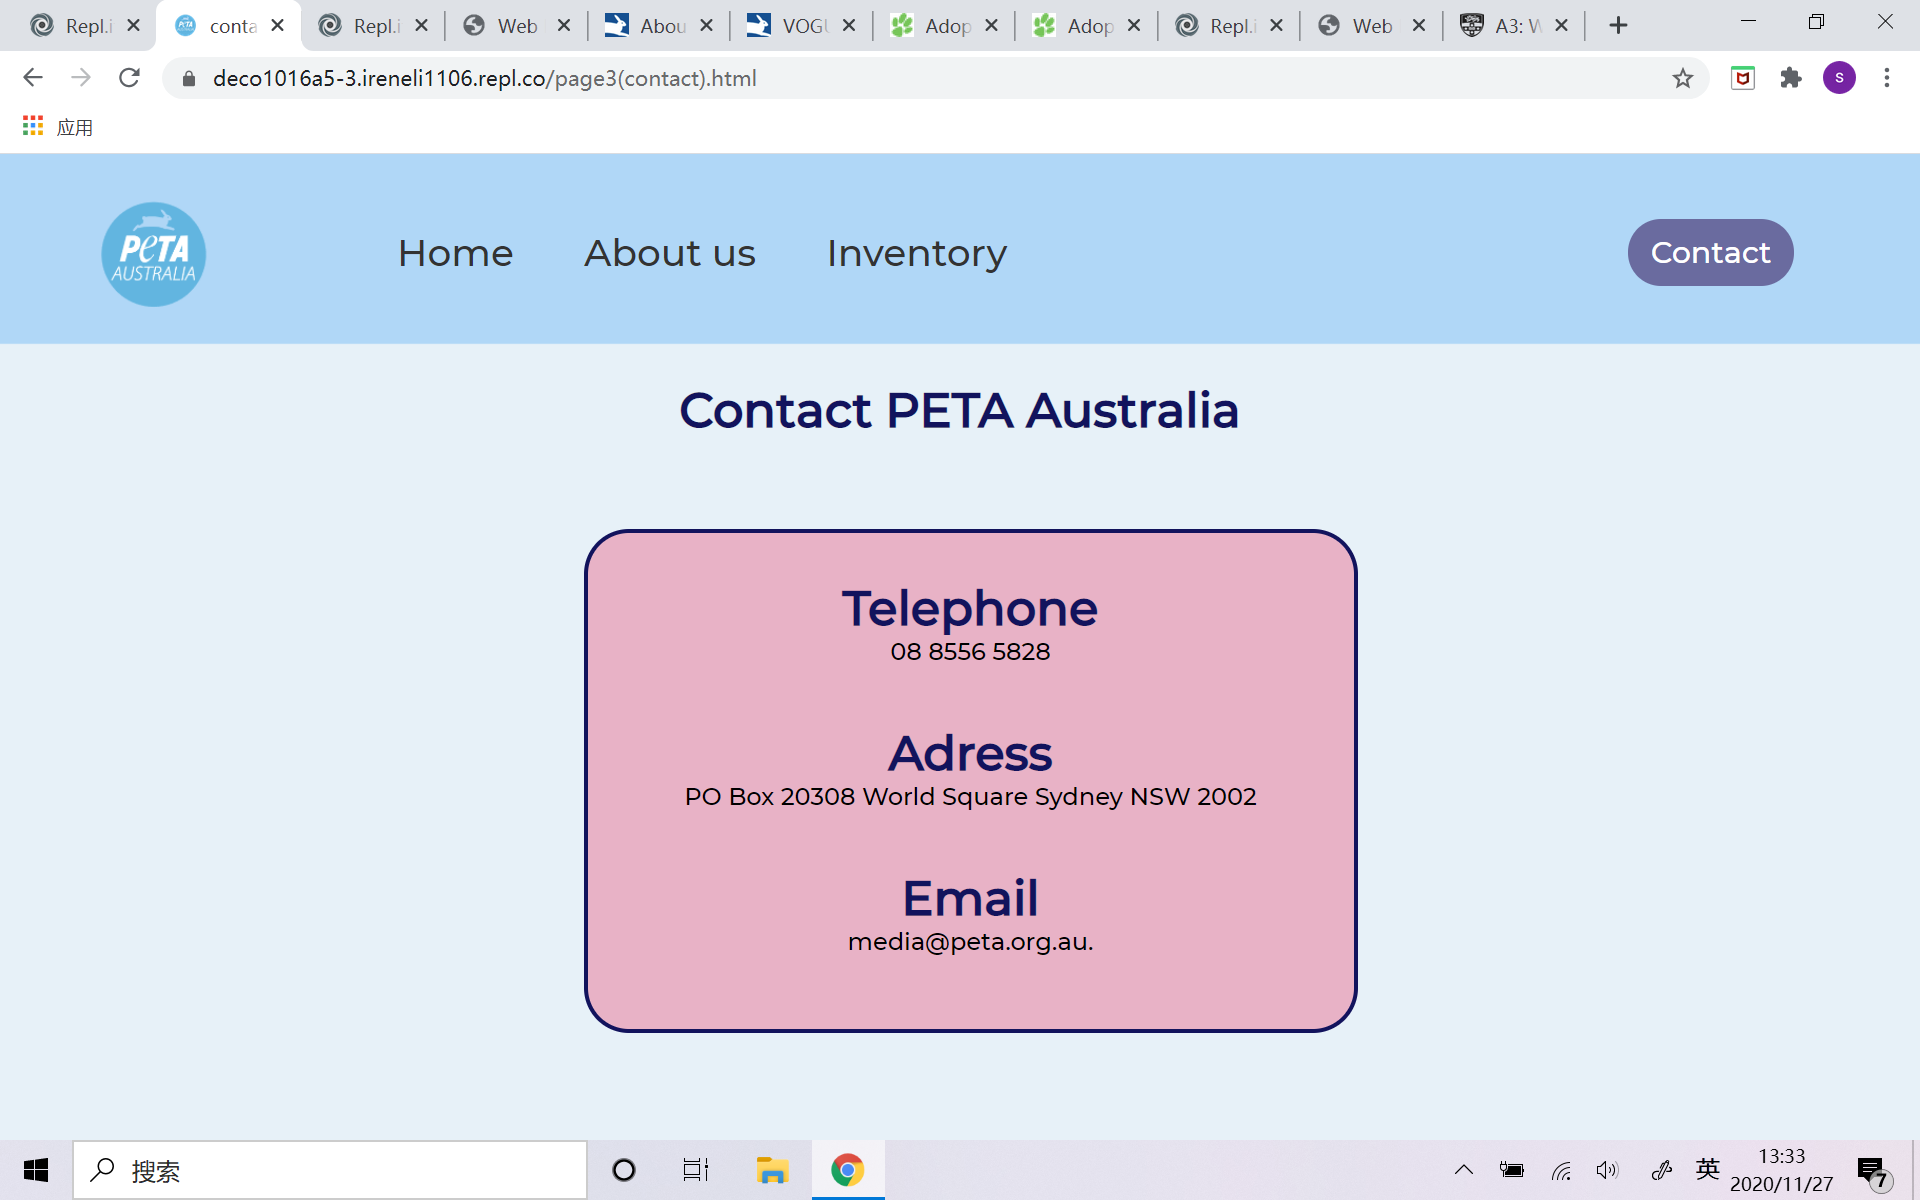 Repl.i
conta
Repl.i
Web
Abou
VOGU
Adop
Adop
Repl.i
Web
A3: W
deco1016a5-3.ireneli1106.repl.co/page3(contact).html
S
应用
PETA
AUSTRALIA
Home
About us
Inventory
Contact
Contact PETA Australia
Telephone
08 8556 5828
Adress
PO Box 20308 World Square Sydney NSW 2002
Email
media@peta.org.au.
搜索
英
13:33
2020/11/27
7